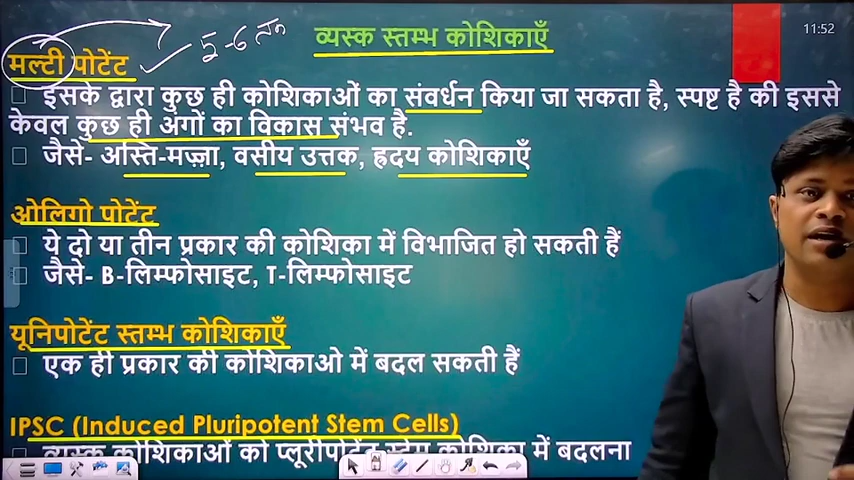 11:52
व्यस्क स्तम्भ कोशिकाएँ
5-6
मल्टी पोटेंट
इसके द्वारा कुछ ही कोशिकाओं का संवर्धन किया जा सकता है, स्पष्ट है की इससे
केवल कुछ ही अंगों का विकास संभव है.
जैसे- अस्ति-मज़्ज़ा, वसीय उत्तक, ह्रदय कोशिकाएँ
ओलिगो पोटेंट
ये दो या तीन प्रकार की कोशिका में विभाजित हो सकती हैं
जैसे- B-लिम्फोसाइट, T-लिम्फोसाइट
यूनिपोटेंट स्तम्भ कोशिकाएँ
एक ही प्रकार की कोशिकाओ में बदल सकती हैं
IPSC (Induced Pluripotent Stem Cells)
व्यस्क कोशिकाओं को प्लूरीपोटेंट स्टेम कोशिका में बदलना